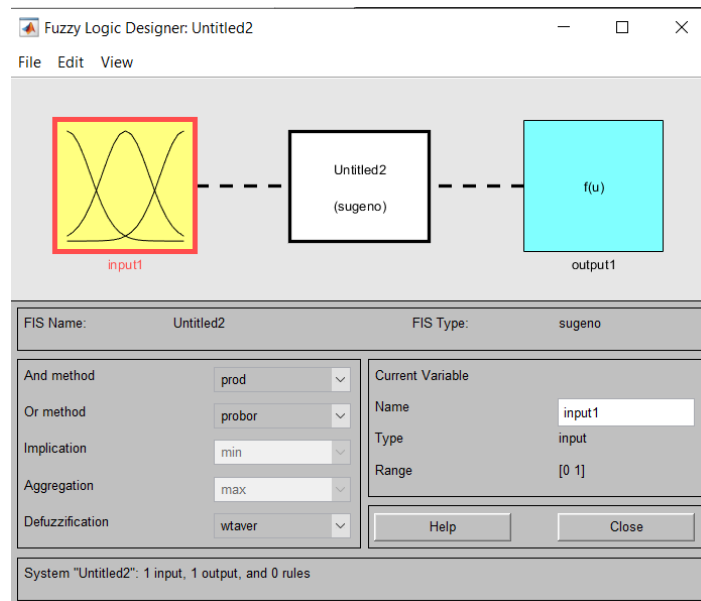 Fuzzy Logic Designer: Untitled2
File Edit View
Untitled2
(sugeno)
f(u)
input1
output1
FIS Name: Untitled2 FIS Type: sugeno
And method prod
Or method probor
Implication min
Aggregation max
Defuzzification wtaver
Current Variable
Name input1
Type input
Range [0 1]
Help Close
System "Untitled2": 1 input, 1 output, and 0 rules